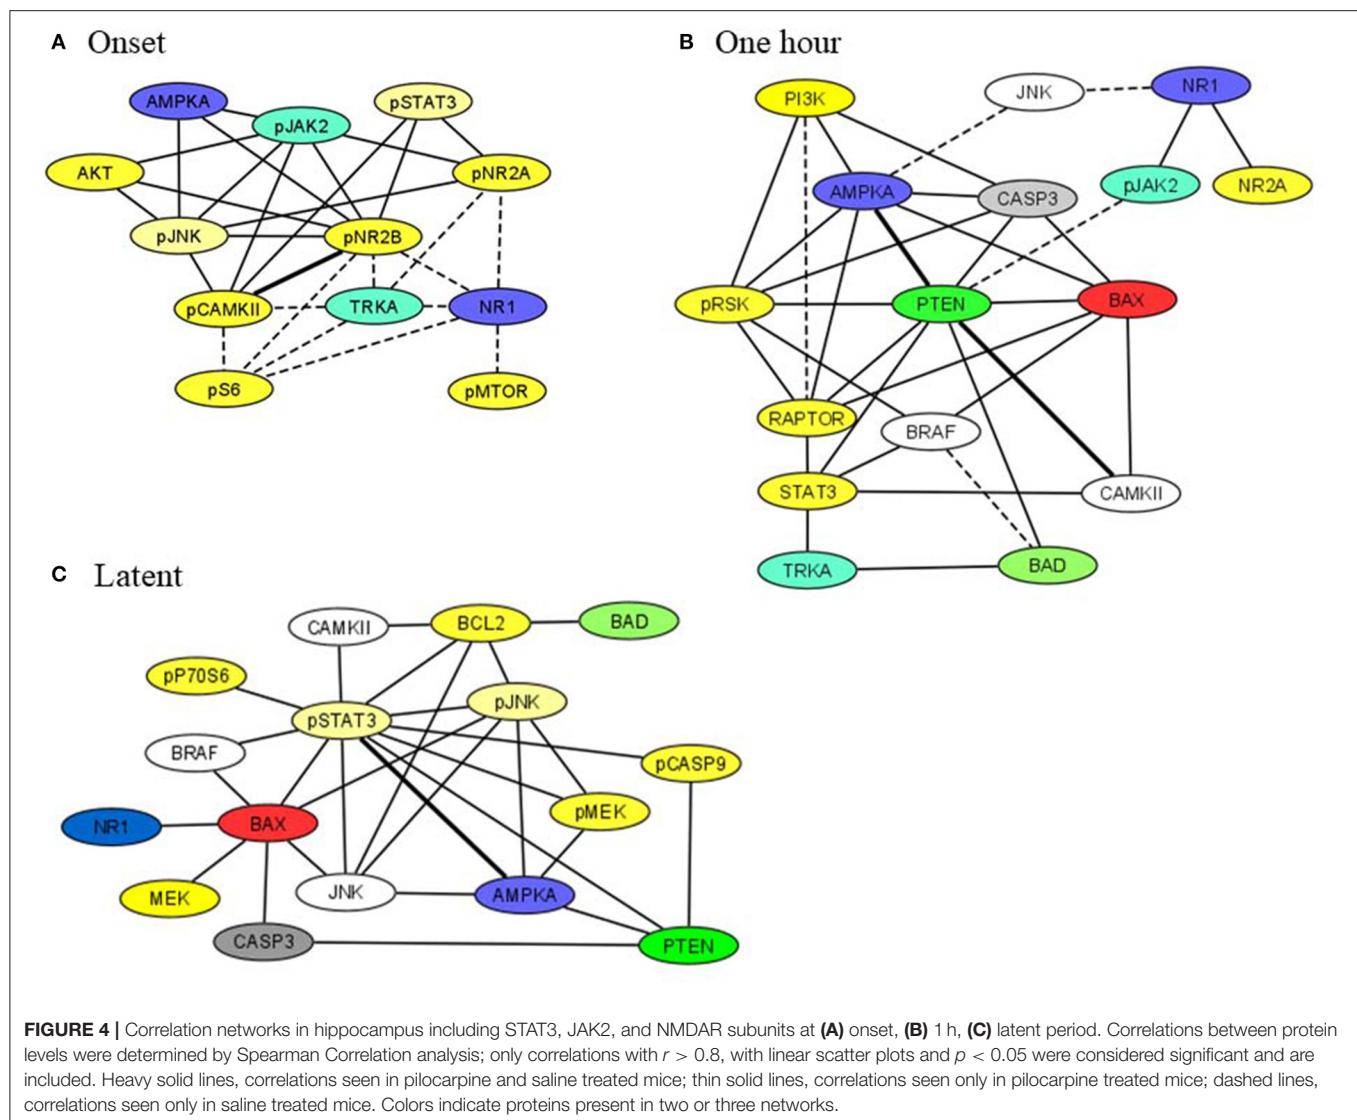 A Onset
AMPKA
pSTAT3
pJAK2
AKT
pNR2A
pJNK
pNR2B
pCAMKII
TRKA
NR1
pS6
pMTOR
B One hour
PI3K
JNK
NR1
AMPKA
CASP3
pJAK2
NR2A
pRSK
PTEN
BAX
RAPTOR
BRAF
STAT3
CAMKII
TRKA
BAD
C Latent
CAMKII
BCL2
BAD
pP70S6
pJNK
pSTAT3
BRAF
pCASP9
pMEK
NR1
BAX
MEK
JNK
AMPKA
CASP3
PTEN
FIGURE 4 | Correlation networks in hippocampus including STAT3, JAK2, and NMDAR subunits at (A) onset, (B) 1 h, (C) latent period. Correlations between protein
levels were determined by Spearman Correlation analysis; only correlations with r > 0.8, with linear scatter plots and p < 0.05 were considered significant and are
included. Heavy solid lines, correlations seen in pilocarpine and saline treated mice; thin solid lines, correlations seen only in pilocarpine treated mice; dashed lines,
correlations seen only in saline treated mice. Colors indicate proteins present in two or three networks.